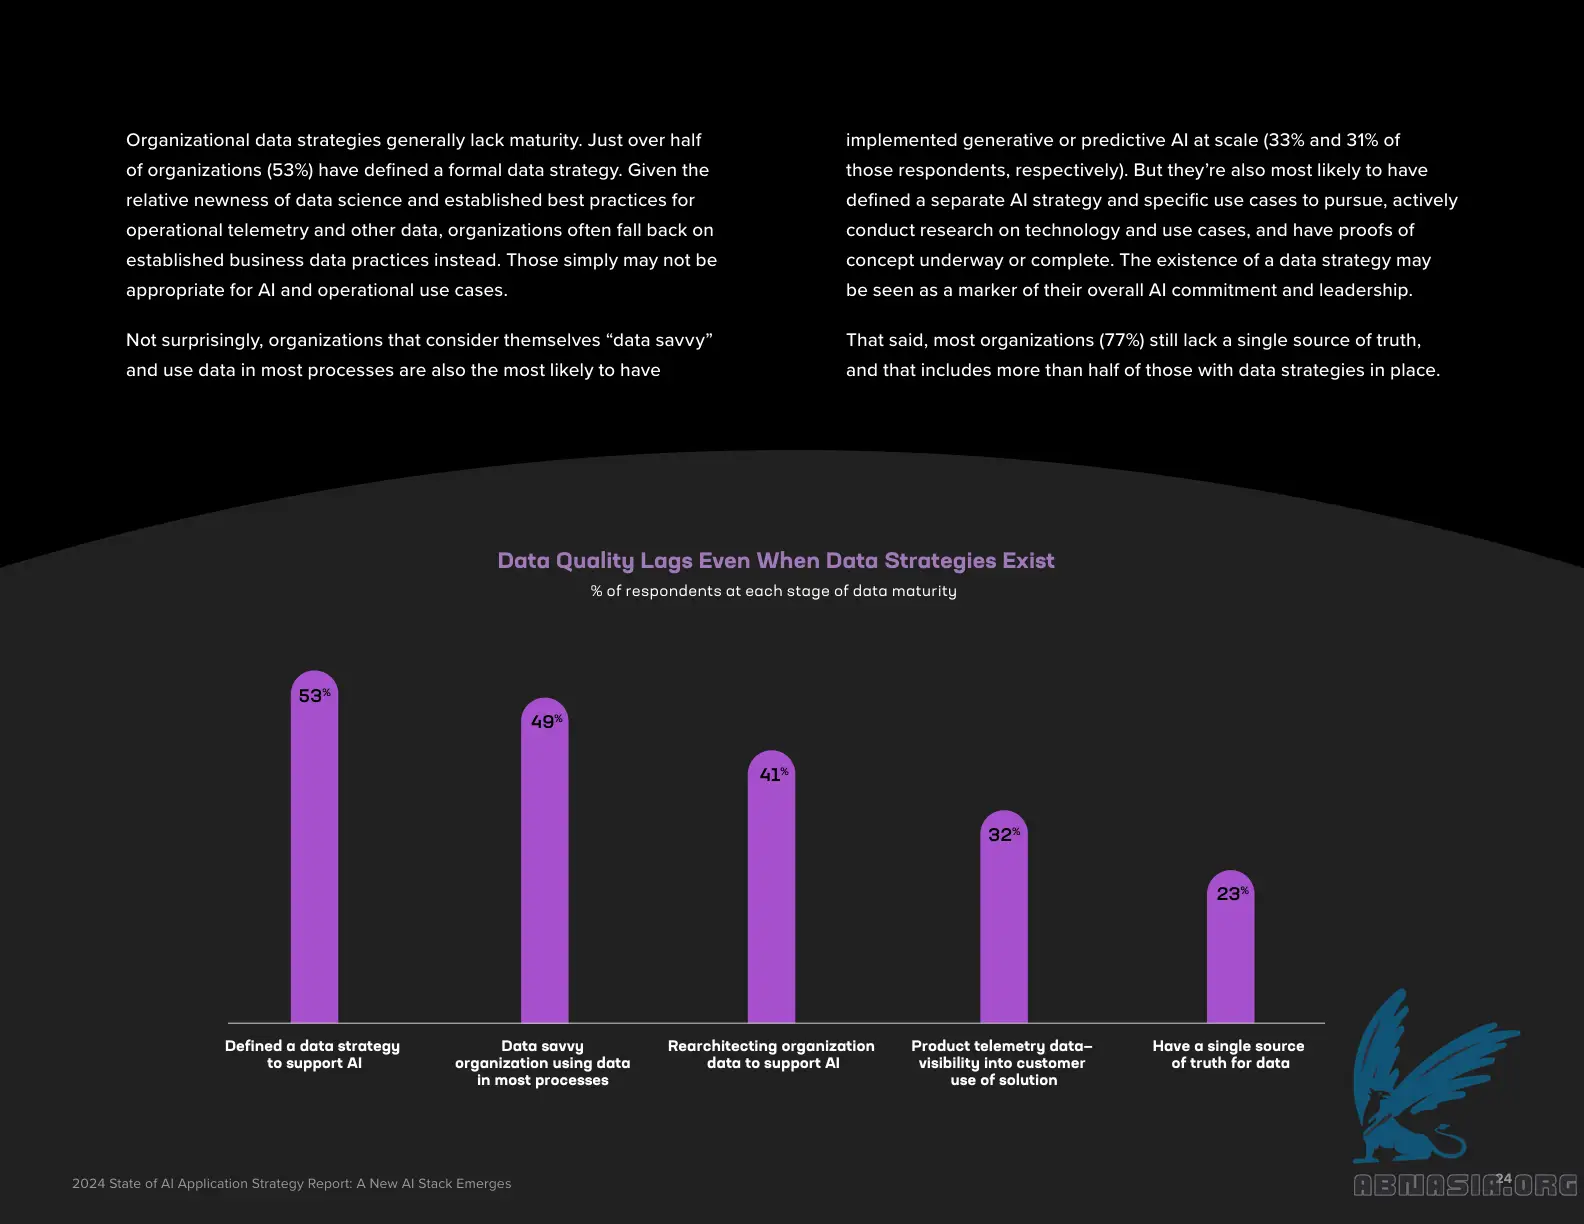 Organizational data strategies generally lack maturity. Just over half
of organizations (53%) have defined a formal data strategy. Given the
relative newness of data science and established best practices for
operational telemetry and other data, organizations often fall back on
established business data practices instead. Those simply may not be
appropriate for AI and operational use cases.
Not surprisingly, organizations that consider themselves “data savvy”
and use data in most processes are also the most likely to have
implemented generative or predictive AI at scale (33% and 31% of
those respondents, respectively). But they’re also most likely to have
defined a separate AI strategy and specific use cases to pursue, actively
conduct research on technology and use cases, and have proofs of
concept underway or complete. The existence of a data strategy may
be seen as a marker of their overall AI commitment and leadership.
That said, most organizations (77%) still lack a single source of truth,
and that includes more than half of those with data strategies in place.
Data Quality Lags Even When Data Strategies Exist
% of respondents at each stage of data maturity
53%
49%
41%
32%
23%
Defined a data strategy
to support AI
Data savvy
organization using data
in most processes
Rearchitecting organization
data to support AI
Product telemetry data–
visibility into customer
use of solution
Have a single source
of truth for data
2024 State of AI Application Strategy Report: A New AI Stack Emerges
24
ABNASIA.ORG